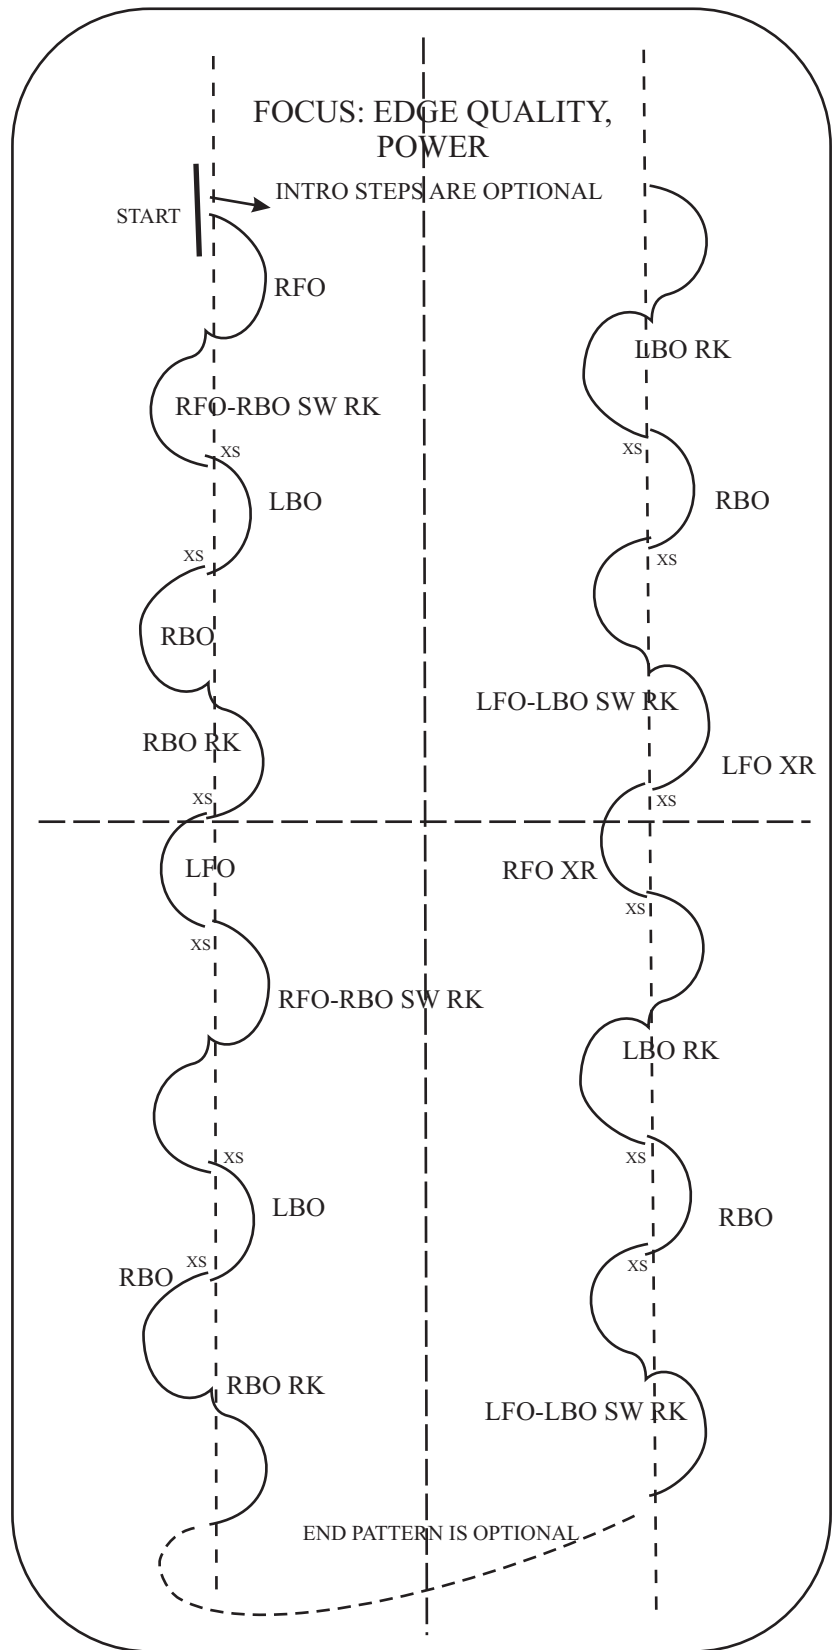 FOCUS: EDGE QUALITY,
POWER
INTRO STEPS ARE OPTIONAL
START
RFO
RFO-RBO SW RK
XS
LBO
XS
RBO
RBO RK
XS
LFO
XS
RFO-RBO SW RK
XS
LBO
XS
RBO
RBO RK
END PATTERN IS OPTIONAL
LBO RK
XS
RBO
XS
LFO-LBO SW RK
LFO XR
XS
RFO XR
XS
LBO RK
XS
RBO
XS
LFO-LBO SW RK